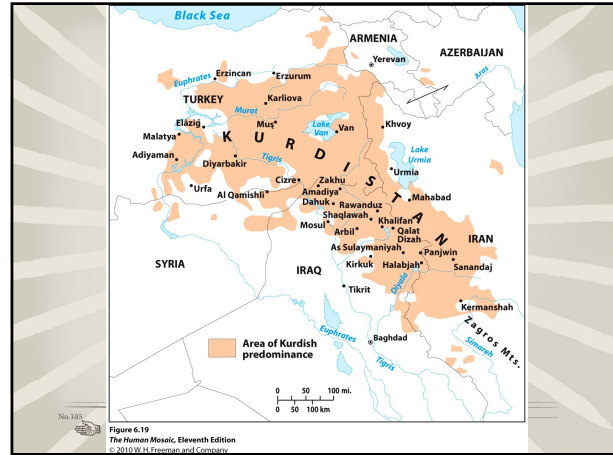 Black Sea
ARMENIA
Yerevan
AZERBAIJAN
Aras
Erzincan
Erzurum
Euphrates
TURKEY
Karliova
Murat
Elâzig
Muş
Lake
Van
Van
Khvoy
Malatya
KURDISTAN
Lake
Urmia
Adiyaman
Diyarbakir
Tigris
Urmia
Cizre
Zakhu
Urfa
Al Qamishli
Amadiya
Mahabad
Dahuk
Rawanduz
Shaqlawah
Khalifan
Mosul
Arbil
Qalat
Dizah
IRAN
As Sulaymaniyah
Panjwin
SYRIA
IRAQ
Kirkuk
Halabjah
Sanandaj
Tikrit
Diyala
Kermanshah
Euphrates
Zagros Mts.
Simareh
Baghdad
Tigris
Area of Kurdish
predominance
0 50 100 mi.
0 50 100 km
No.105
Figure 6.19
The Human Mosaic, Eleventh Edition
© 2010 W. H. Freeman and Company